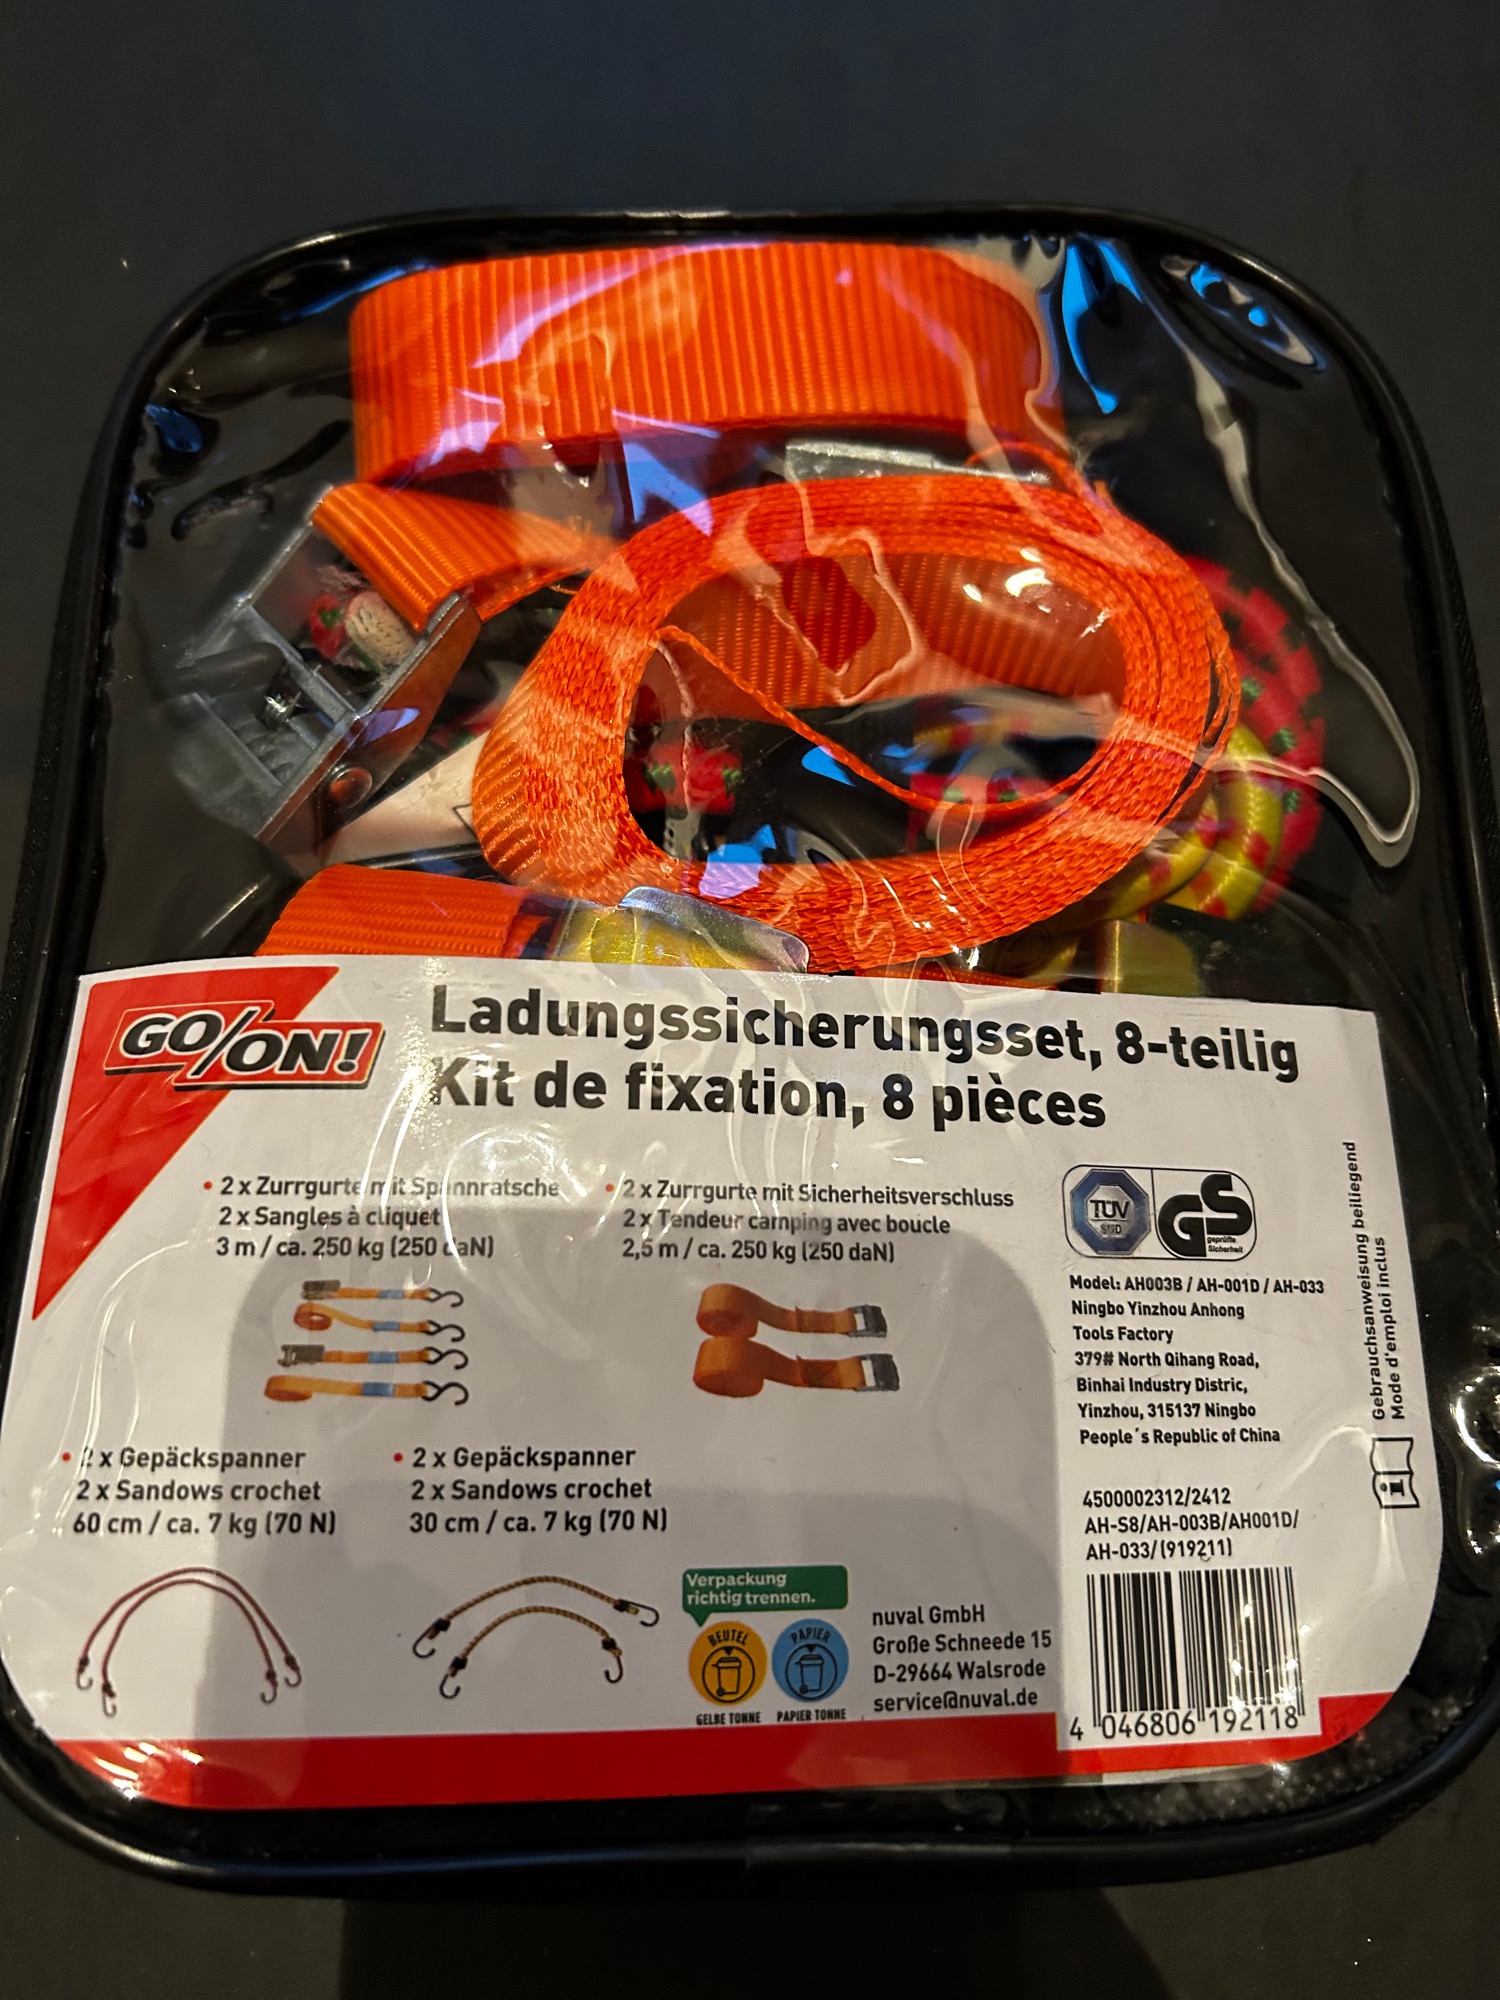 GO/ON!
Ladungssicherungsset, 8-teilig
Kit de fixation, 8 pièces
• 2 x Zurrgurte mit Spannratsche
2 x Sangles à cliquet
3 m / ca. 250 kg (250 daN)
• 2 x Zurrgurte mit Sicherheitsverschluss
2 x Tendeur camping avec boucle
2,5 m / ca. 250 kg (250 daN)
TÜV
SÜD
GS
geprüfte
Sicherheit
Model: AH003B / AH-001D / AH-033
Ningbo Yinzhou Anhong
Tools Factory
379# North Qihang Road,
Binhai Industry Distric,
Yinzhou, 315137 Ningbo
People´s Republic of China
Gebrauchsanweisung beiliegend
Mode d'emploi inclus
i
• 2 x Gepäckspanner
2 x Sandows crochet
60 cm / ca. 7 kg (70 N)
• 2 x Gepäckspanner
2 x Sandows crochet
30 cm / ca. 7 kg (70 N)
4500002312/2412
AH-S8/AH-003B/AH001D/
AH-033/(919211)
Verpackung
richtig trennen.
BEUTEL
GELBE TONNE
PAPIER
PAPIER TONNE
nuval GmbH
Große Schneede 15
D-29664 Walsrode
service@nuval.de
4 046806 192118